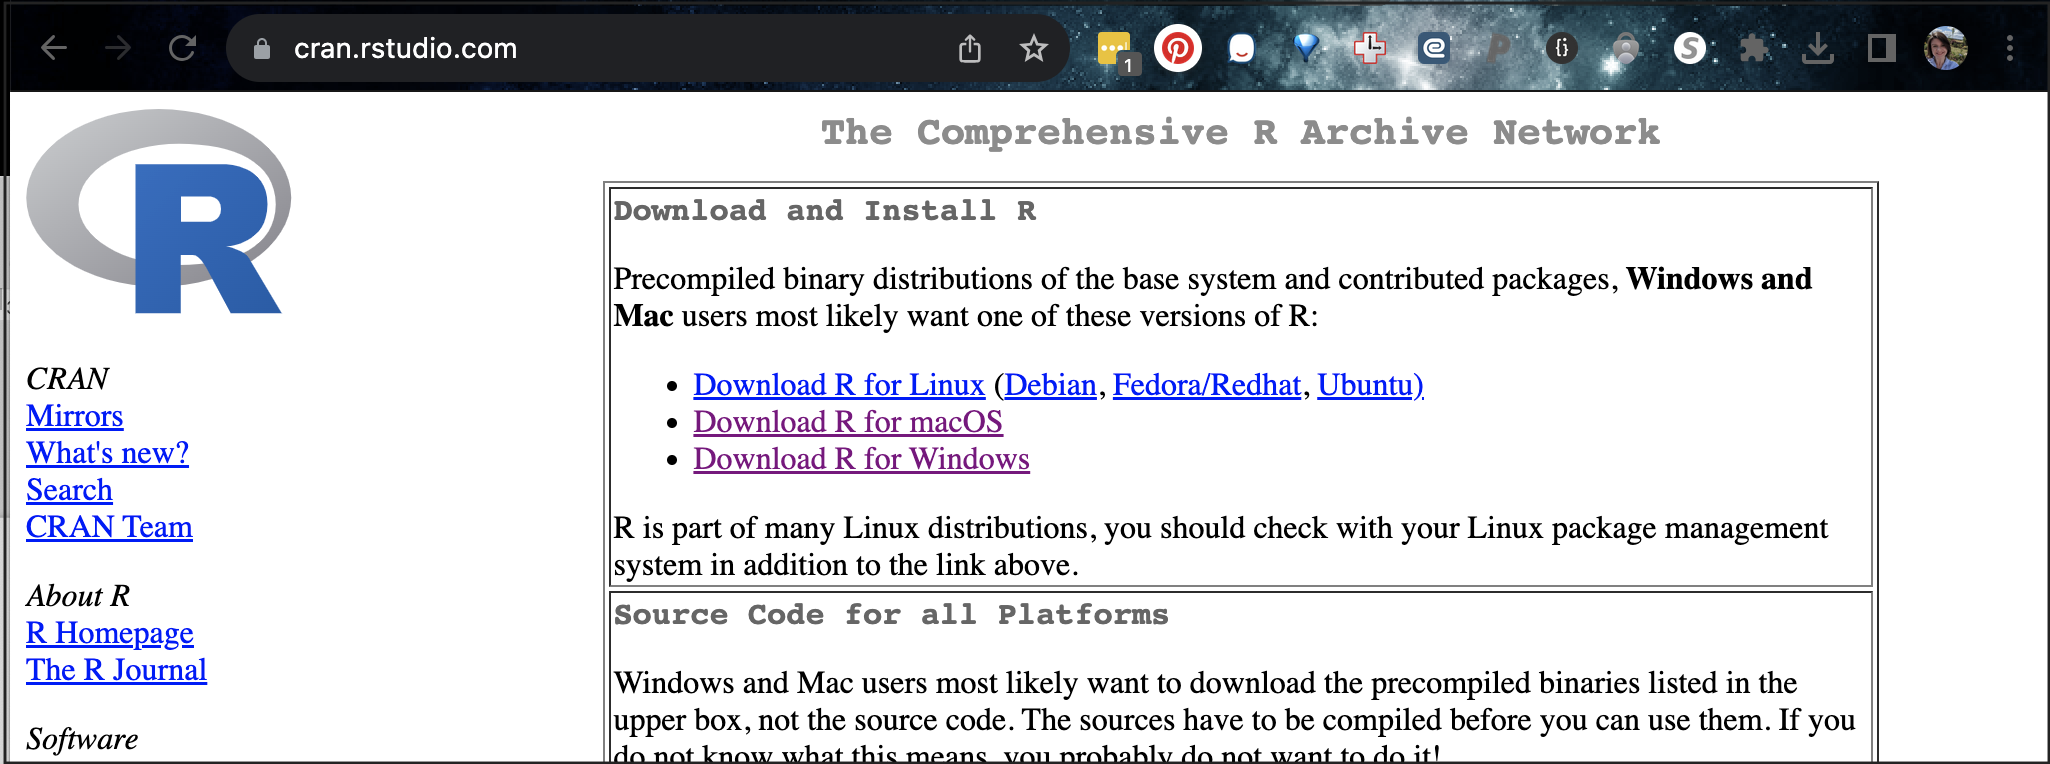 cran.rstudio.com
1
The Comprehensive R Archive Network
R
CRAN
Mirrors
What's new?
Search
CRAN Team
About R
R Homepage
The R Journal
Software
Download and Install R
Precompiled binary distributions of the base system and contributed packages, Windows and
Mac users most likely want one of these versions of R:
• Download R for Linux (Debian, Fedora/Redhat, Ubuntu)
• Download R for macOS
• Download R for Windows
R is part of many Linux distributions, you should check with your Linux package management
system in addition to the link above.
Source Code for all Platforms
Windows and Mac users most likely want to download the precompiled binaries listed in the
upper box, not the source code. The sources have to be compiled before you can use them. If you
do not know what this means, you probably do not want to do it!